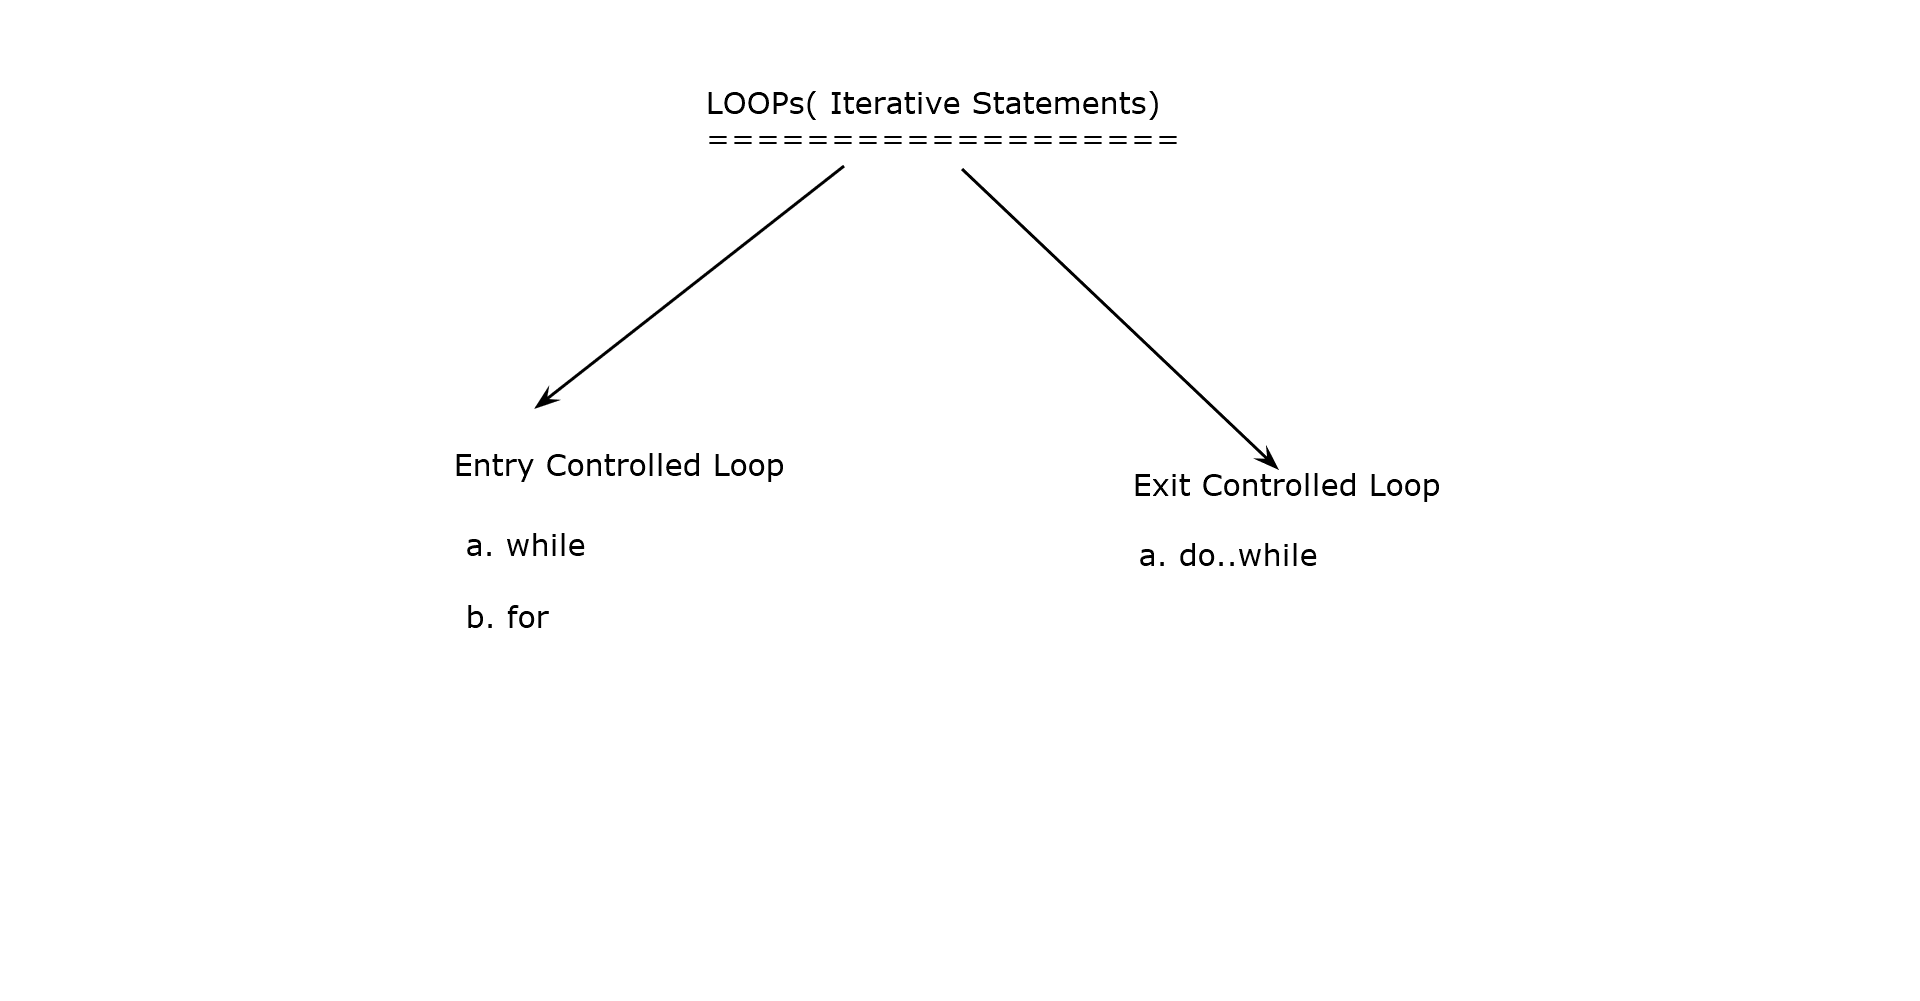 LOOPs( Iterative Statements)
===================
Entry Controlled Loop
a. while
b. for
Exit Controlled Loop
a. do..while